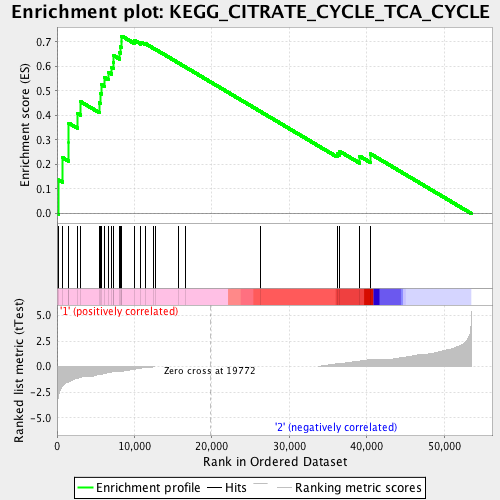 Enrichment plot: KEGG_CITRATE_CYCLE_TCA_CYCLE
Enrichment score (ES)
0.7
0.6
0.5
0.4
0.3
0.2
0.1
0.0
'1' (positively correlated)
Ranked list metric (tTest)
5.0
2.5
0.0
-2.5
-5.0
Zero cross at 19772
'2' (negatively correlated)
0 10,000 20,000 30,000 40,000 50,000
Rank in Ordered Dataset
Enrichment profile Hits Ranking metric scores